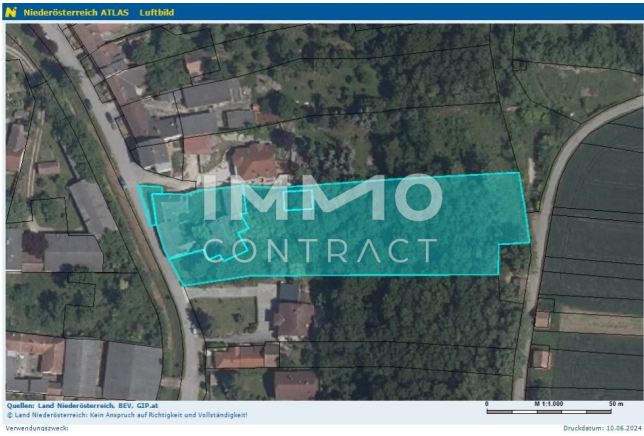 Niederösterreich ATLAS Luftbild
IMMO
CONTRACT
Quellen: Land Niederösterreich, BEV, GIP.at
© Land Niederösterreich: Kein Anspruch auf Richtigkeit und Vollständigkeit!
0 M 1:1.000 50 m
Verwendungszweck: Druckdatum: 10.06.2024